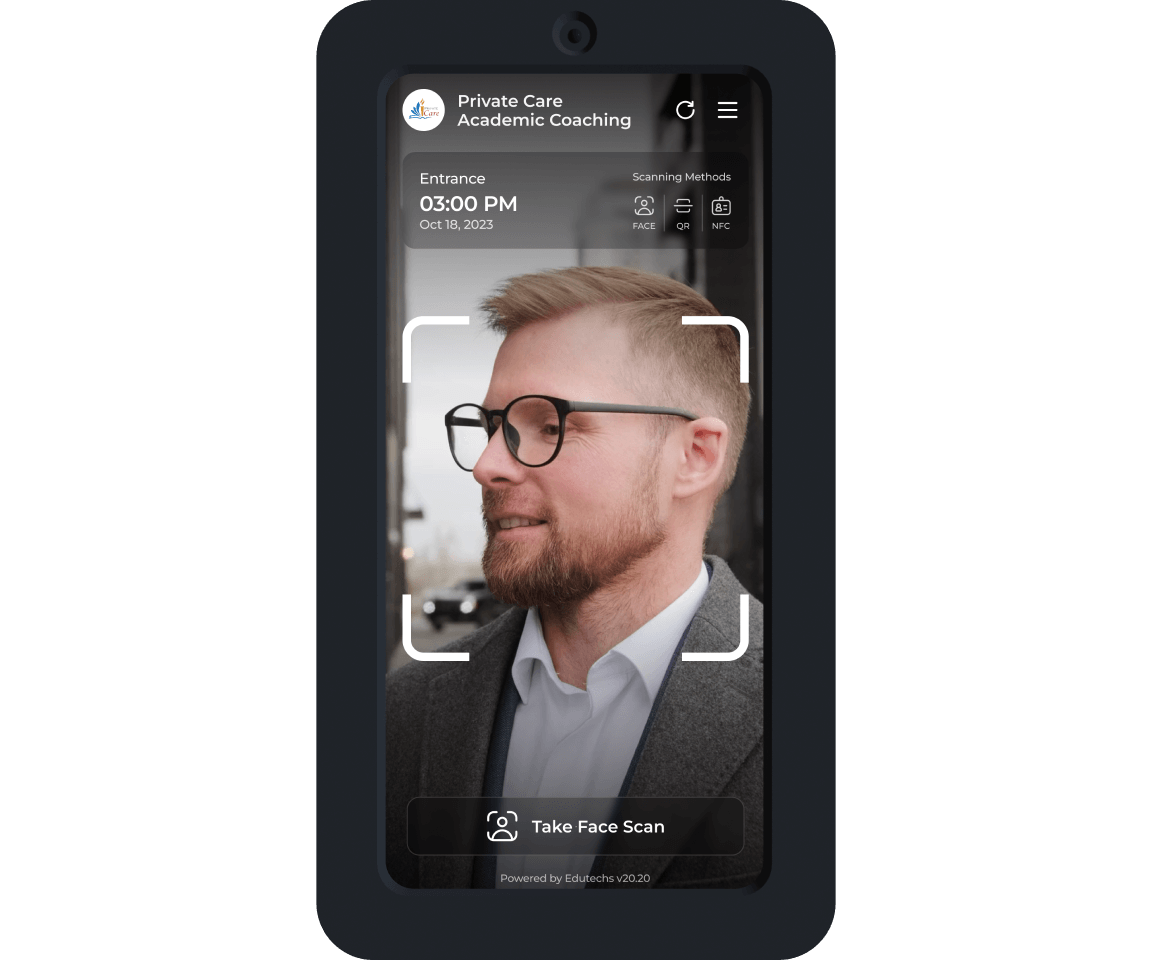 Care
Private Care
Academic Coaching
Entrance
Scanning Methods
03:00 PM
Oct 18, 2023
FACE
QR
NFC
Take Face Scan
Powered by Edutechs v20.20